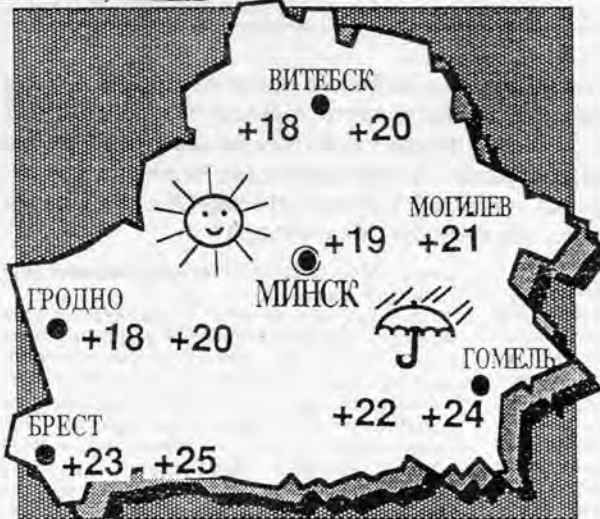 ВИТЕБСК
+18 +20
МОГИЛЕВ
+19 +21
МИНСК
ГРОДНО
+18 +20
ГОМЕЛЬ
+22 +24
БРЕСТ
+23 +25